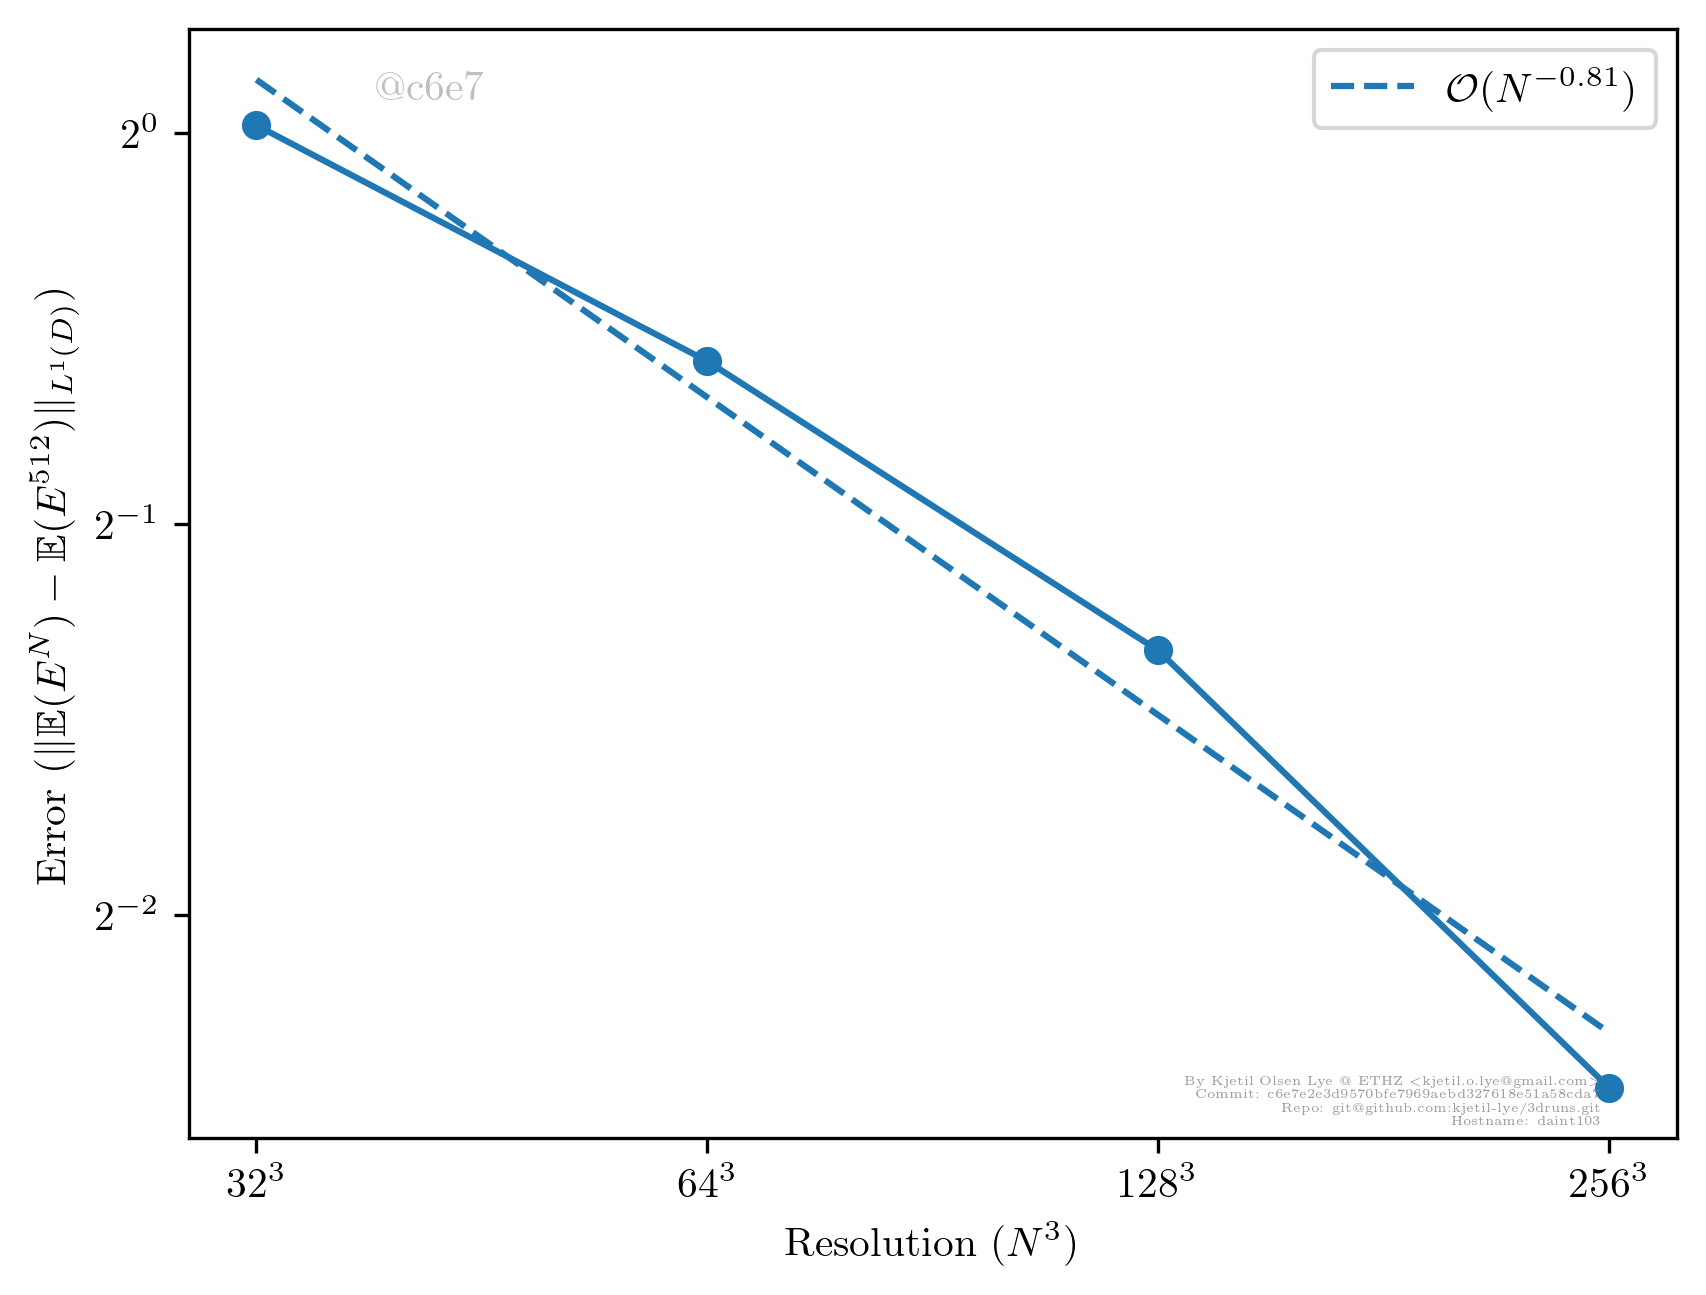 @c6e7
𝒪(N^{-0.81})
2^0
2^{-1}
2^{-2}
Error (||𝔼(E^N) − 𝔼(E^{512})||_{L^1(D)})
By Kjetil Olsen Lye @ ETHZ <kjetil.o.lye@gmail.com>
Commit: c6e7e2e3d9570bfe7969aebd327618e51a58cda7
Repo: git@github.com:kjetil-lye/3druns.git
Hostname: daint103
32^3 64^3 128^3 256^3
Resolution (N^3)